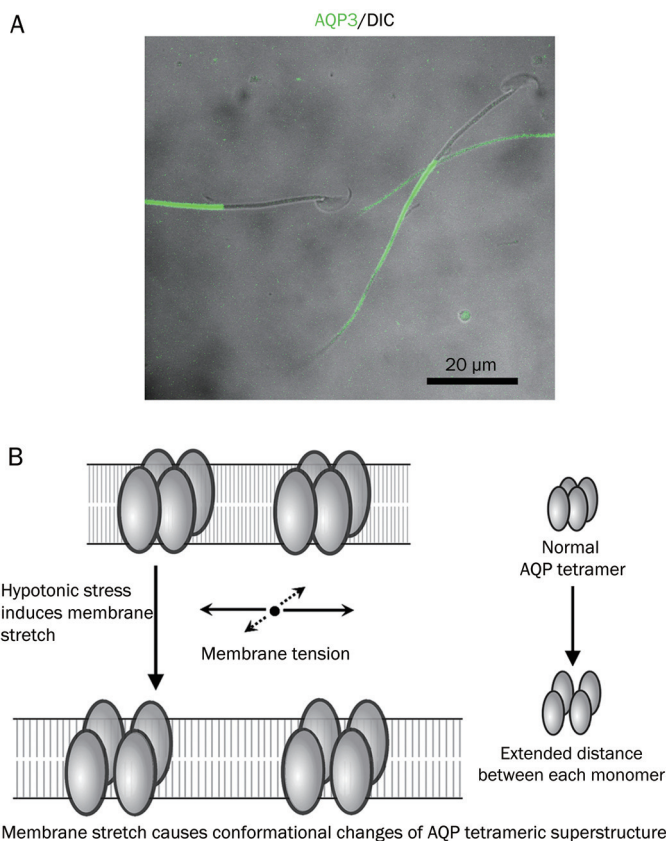 A
AQP3/DIC
20 μm
B
Hypotonic stress
induces membrane
stretch
Membrane tension
Normal
AQP tetramer
Extended distance
between each monomer
Membrane stretch causes conformational changes of AQP tetrameric superstructure